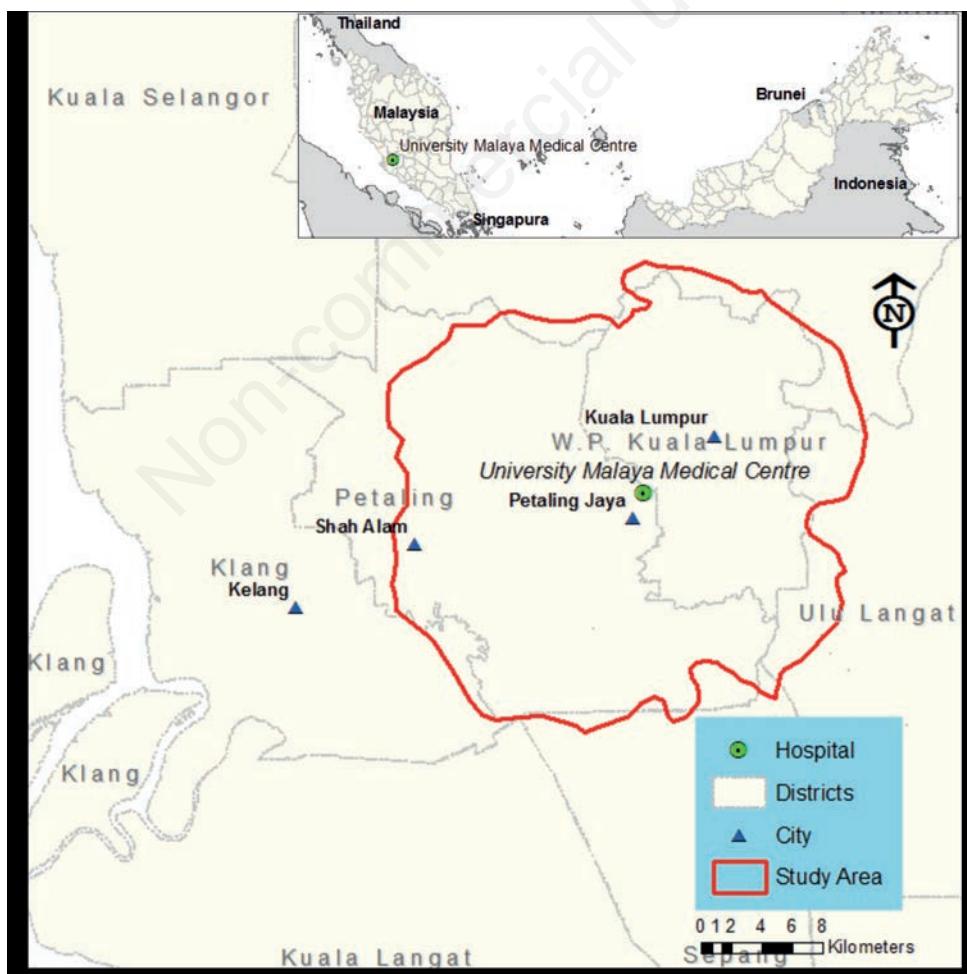 Thailand
Kuala Selangor
Brunei
Malaysia
University Malaya Medical Centre
Indonesia
Singapura
N
Kuala Lumpur
W.P. Kuala Lumpur
University Malaya Medical Centre
Petaling
Petaling Jaya
Shah Alam
Klang
Kelang
Ulu Langat
Klang
Klang
Hospital
Districts
City
Study Area
0 1 2 4 6 8
Kilometers
Kuala Langat
Sepang
Non-commercial